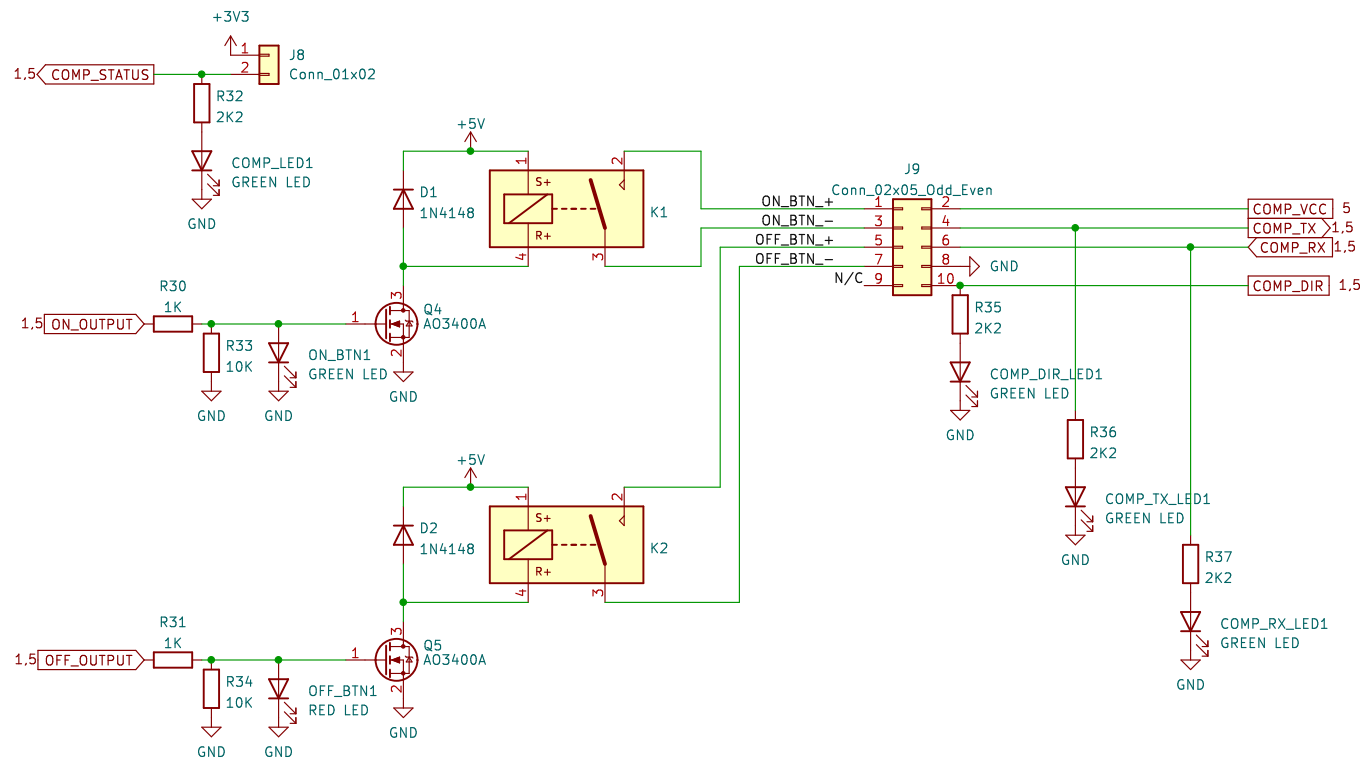 +3V3
1
J8
1,5
COMP_STATUS
2
Conn_01x02
R32
2K2
COMP_LED1
GREEN LED
GND
+5V
1
2
S+
D1
1N4148
K1
R+
4
3
J9
Conn_02x05_Odd_Even
ON_BTN_+
1
2
COMP_VCC
5
ON_BTN_-
3
4
COMP_TX
1,5
OFF_BTN_+
5
6
COMP_RX
1,5
OFF_BTN_-
7
8
GND
N/C
9
10
COMP_DIR
1,5
R30
1K
1,5
ON_OUTPUT
R33
10K
GND
ON_BTN1
GREEN LED
GND
1
3
2
Q4
AO3400A
GND
R35
2K2
COMP_DIR_LED1
GREEN LED
GND
R36
2K2
COMP_TX_LED1
GREEN LED
GND
R37
2K2
COMP_RX_LED1
GREEN LED
GND
+5V
1
2
S+
D2
1N4148
K2
R+
4
3
R31
1K
1,5
OFF_OUTPUT
R34
10K
GND
OFF_BTN1
RED LED
GND
1
3
2
Q5
AO3400A
GND